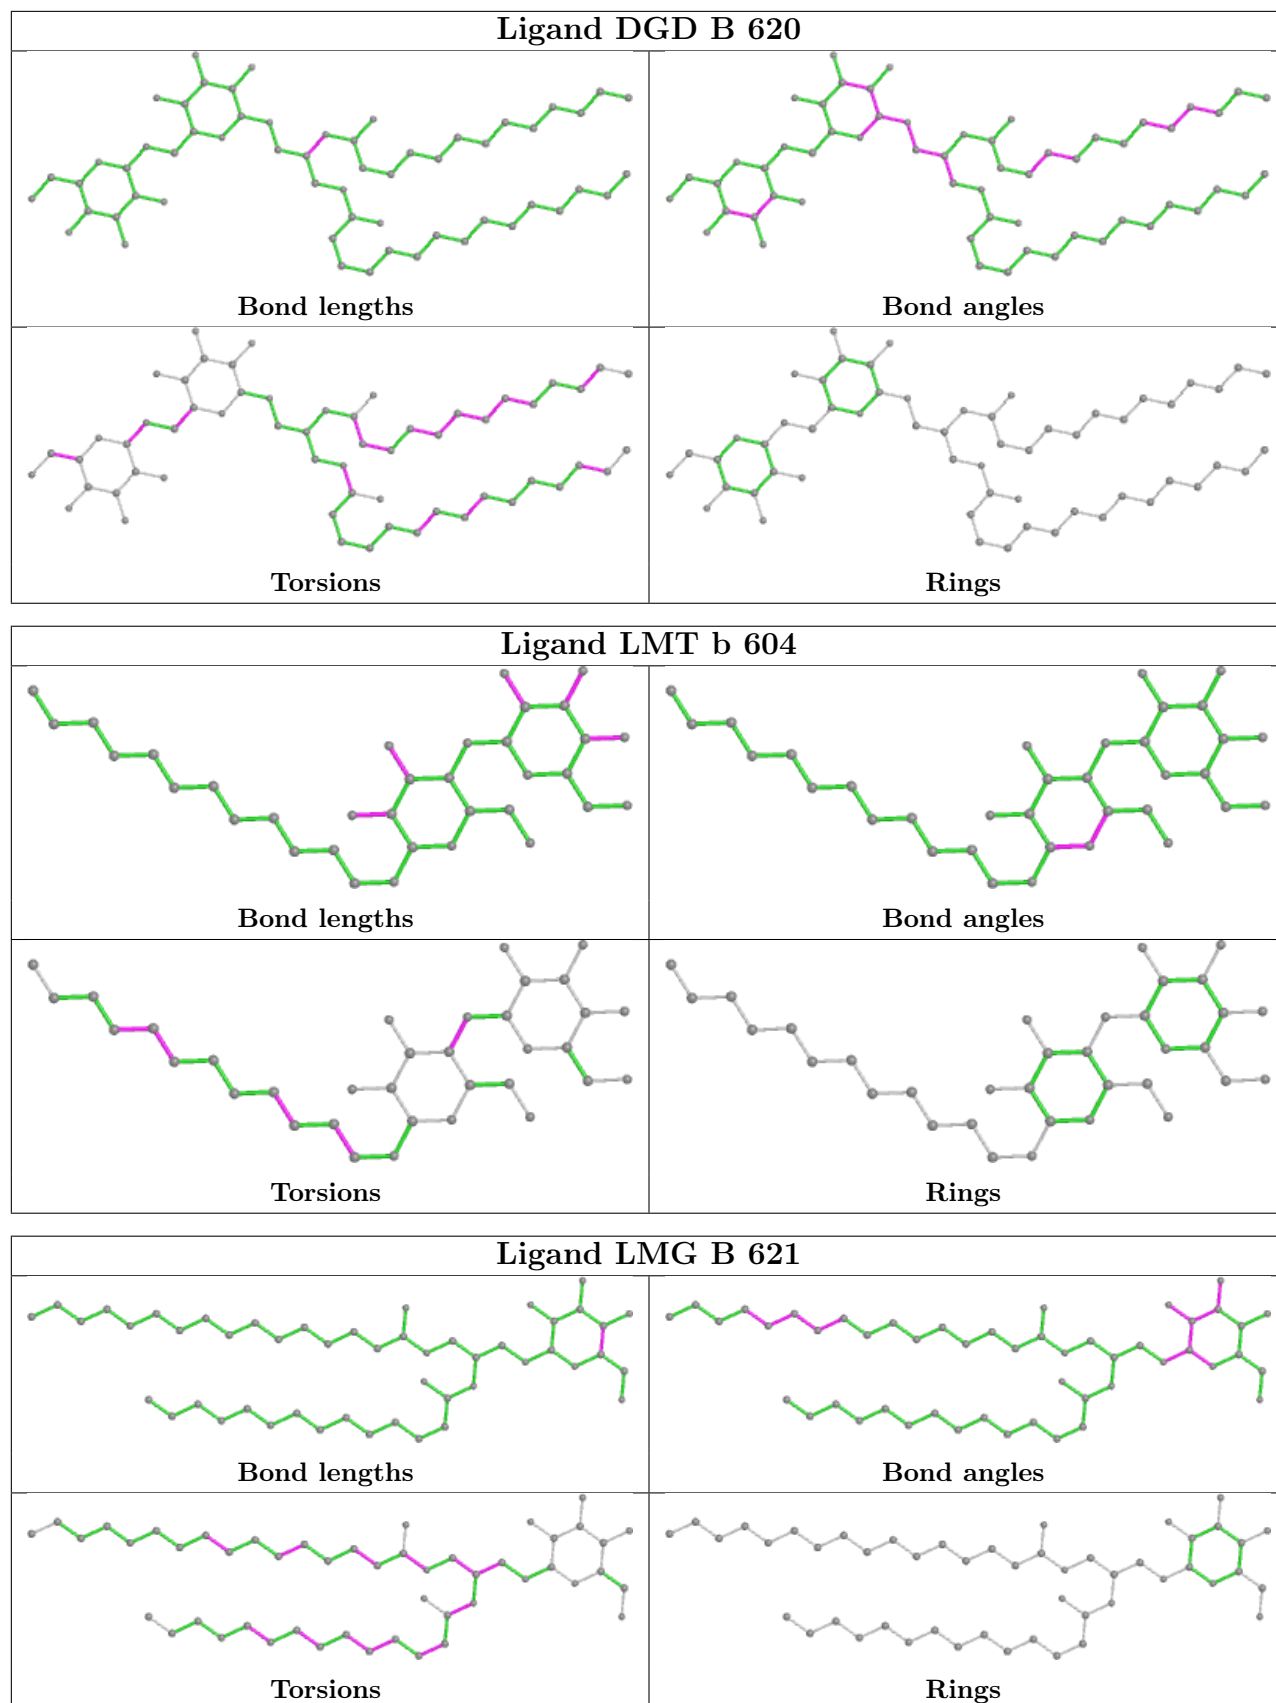 Ligand DGD B 620
Bond lengths
Bond angles
Torsions
Rings
Ligand LMT b 604
Bond lengths
Bond angles
Torsions
Rings
Ligand LMG B 621
Bond lengths
Bond angles
Torsions
Rings